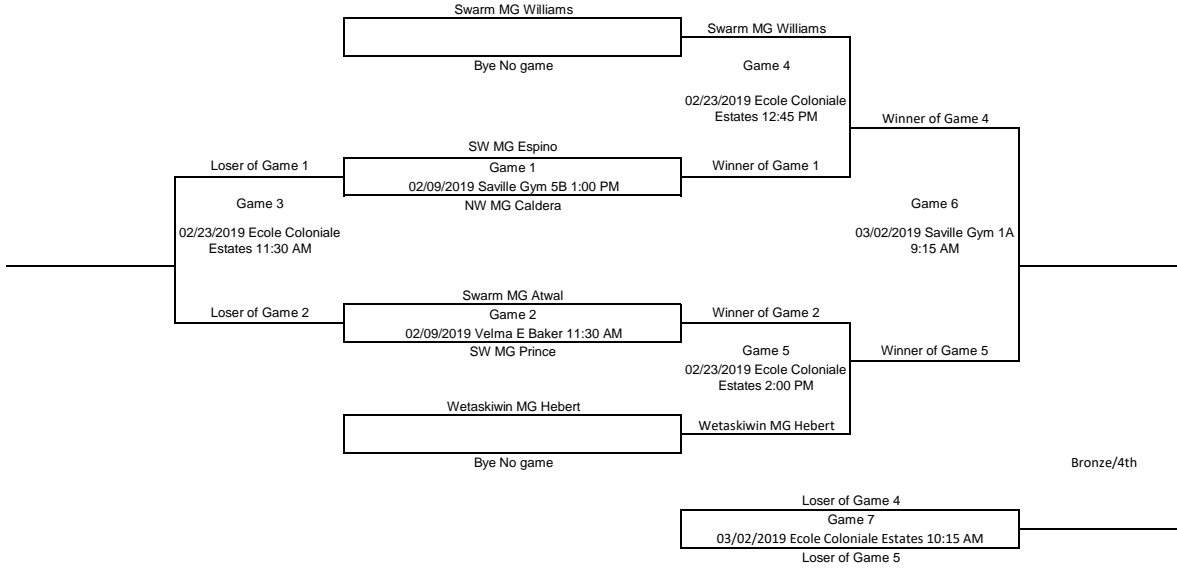 Swarm MG Williams
Swarm MG Williams
Bye No game
Game 4
02/23/2019 Ecole Coloniale
Estates 12:45 PM
Winner of Game 4
SW MG Espino
Loser of Game 1
Game 1
Winner of Game 1
02/09/2019 Saville Gym 5B 1:00 PM
Game 3
NW MG Caldera
Game 6
02/23/2019 Ecole Coloniale
Estates 11:30 AM
03/02/2019 Saville Gym 1A
9:15 AM
Swarm MG Atwal
Loser of Game 2
Game 2
Winner of Game 2
02/09/2019 Velma E Baker 11:30 AM
SW MG Prince
Game 5
Winner of Game 5
02/23/2019 Ecole Coloniale
Estates 2:00 PM
Wetaskiwin MG Hebert
Wetaskiwin MG Hebert
Bye No game
Bronze/4th
Loser of Game 4
Game 7
03/02/2019 Ecole Coloniale Estates 10:15 AM
Loser of Game 5